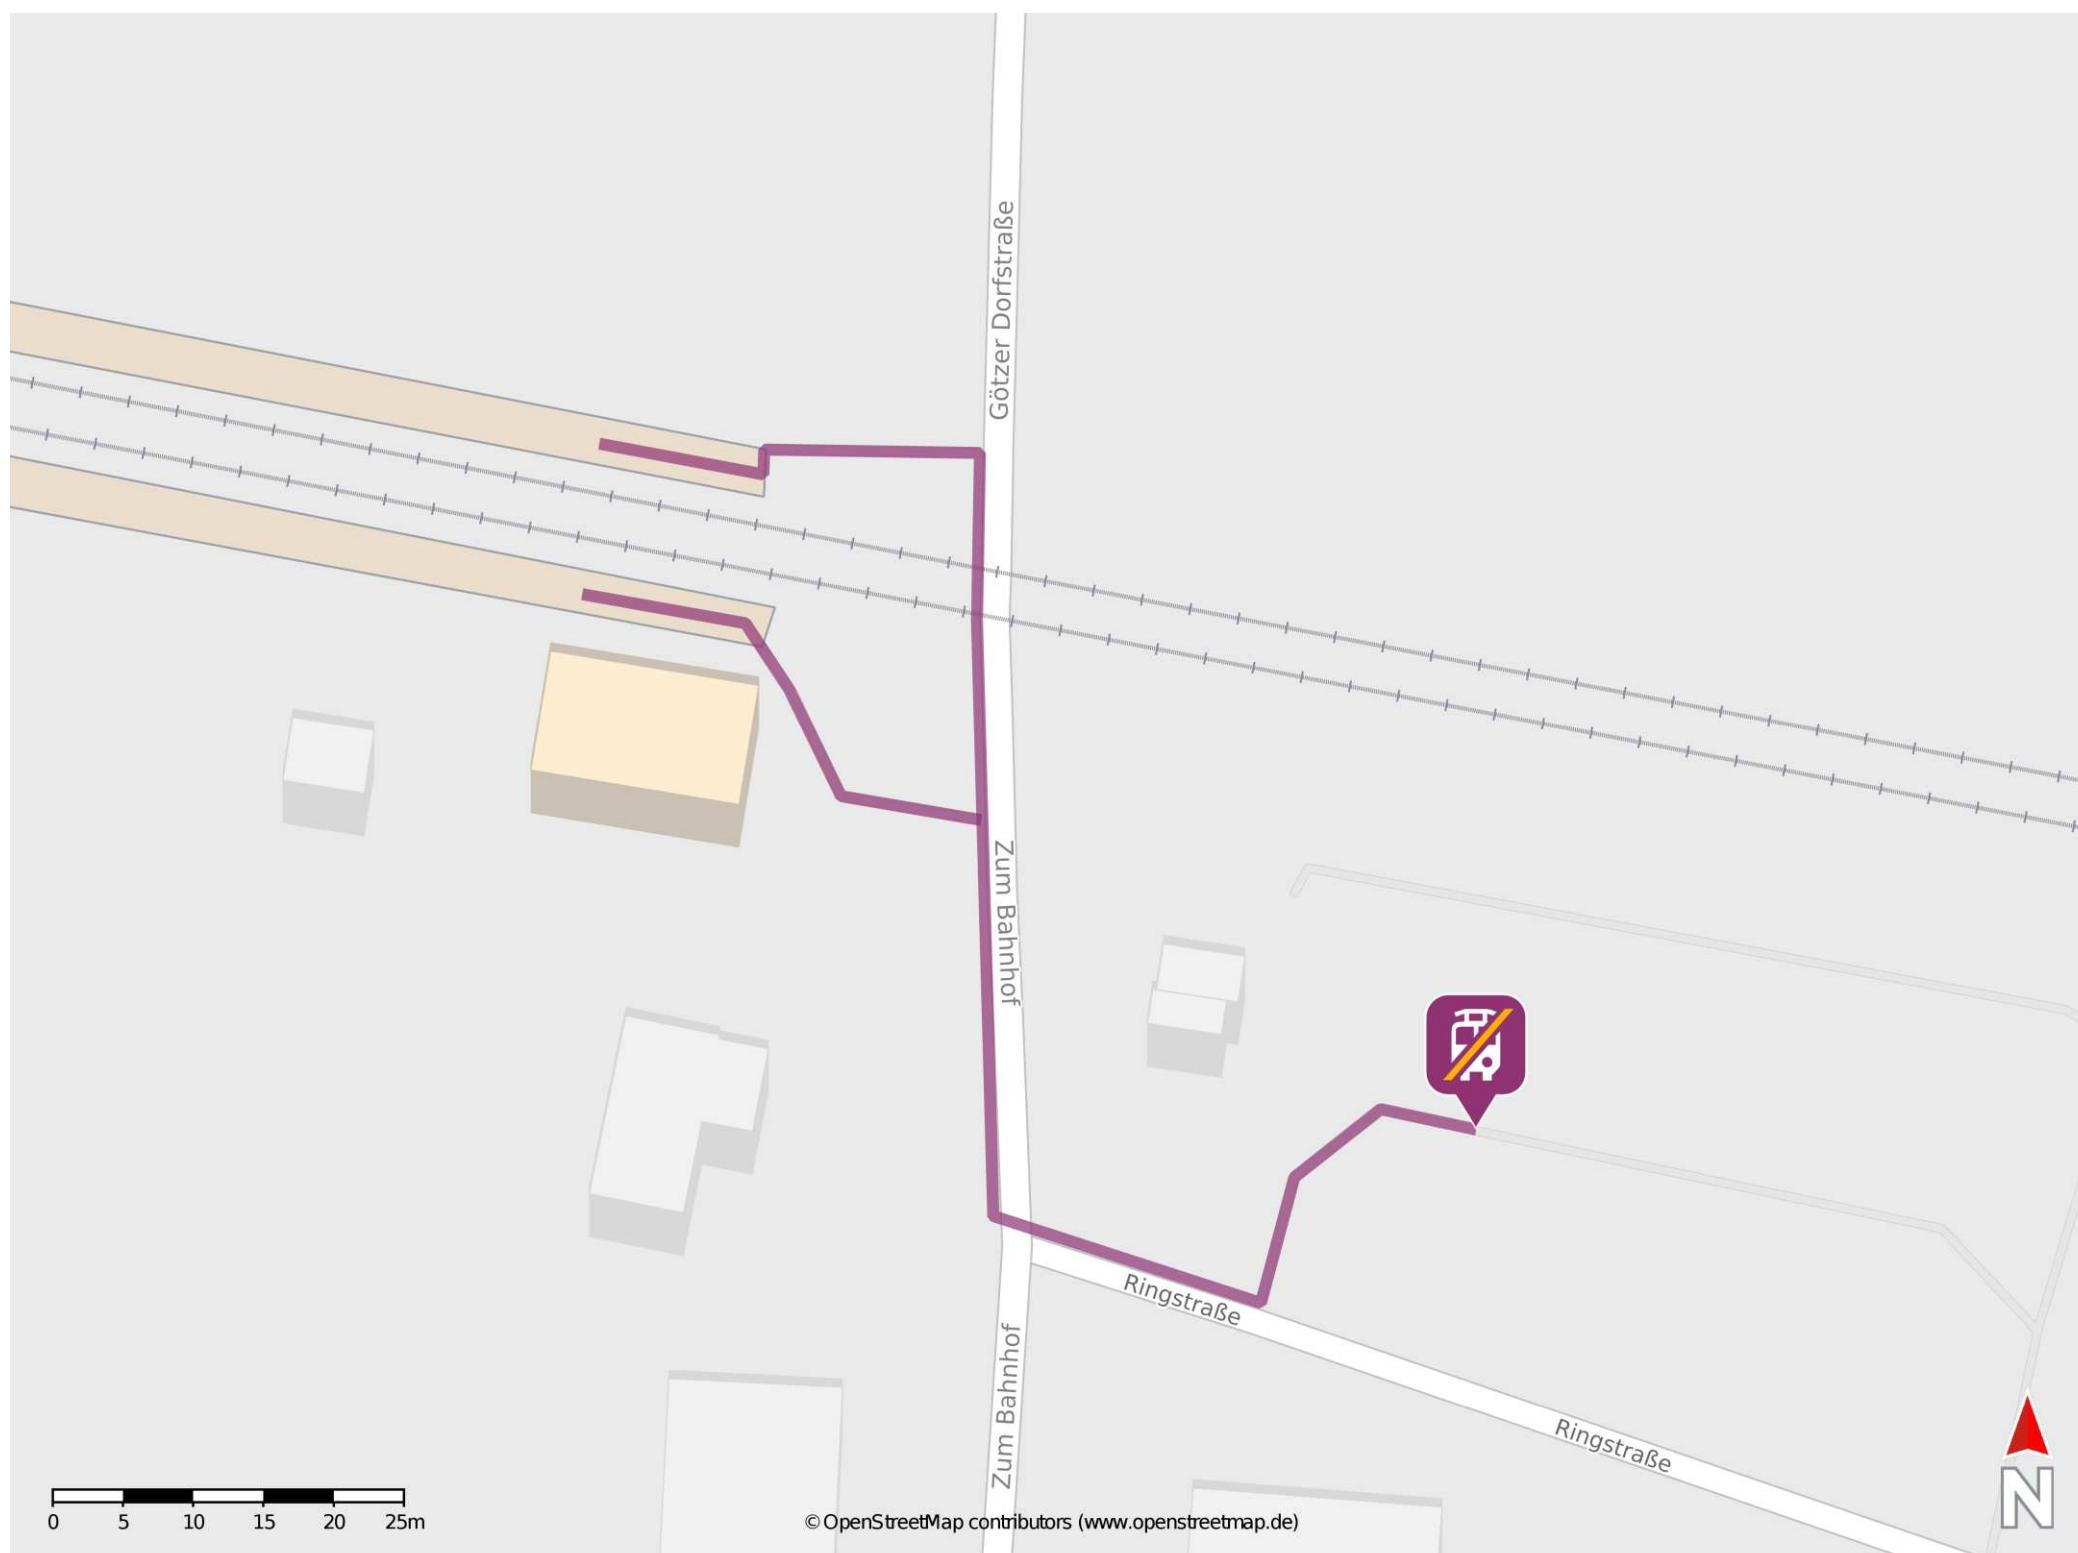 Götzer Dorfstraße
Zum Bahnhof
Ringstraße
Zum Bahnhof
Ringstraße
N
0 5 10 15 20 25m
© OpenStreetMap contributors (www.openstreetmap.de)